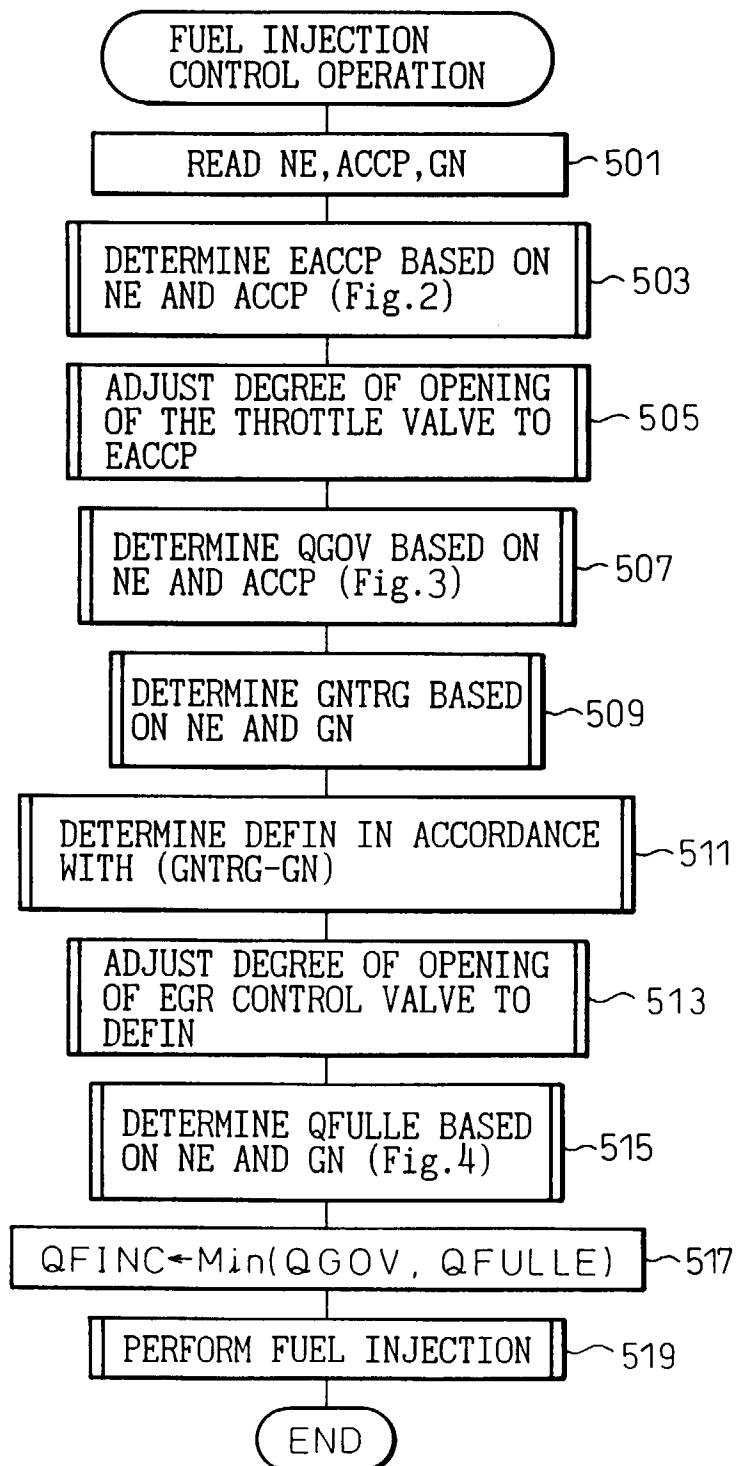 FUEL INJECTION
CONTROL OPERATION
READ NE,ACCP,GN
501
DETERMINE EACCP BASED ON
NE AND ACCP (Fig.2)
503
ADJUST DEGREE OF OPENING
OF THE THROTTLE VALVE TO
EACCP
505
DETERMINE QGOV BASED ON
NE AND ACCP (Fig.3)
507
DETERMINE GNTRG BASED
ON NE AND GN
509
DETERMINE DEFIN IN ACCORDANCE
WITH (GNTRG-GN)
511
ADJUST DEGREE OF OPENING
OF EGR CONTROL VALVE TO
DEFIN
513
DETERMINE QFULLE BASED
ON NE AND GN (Fig.4)
515
QFINC←Min(QGOV, QFULLE)
517
PERFORM FUEL INJECTION
519
END